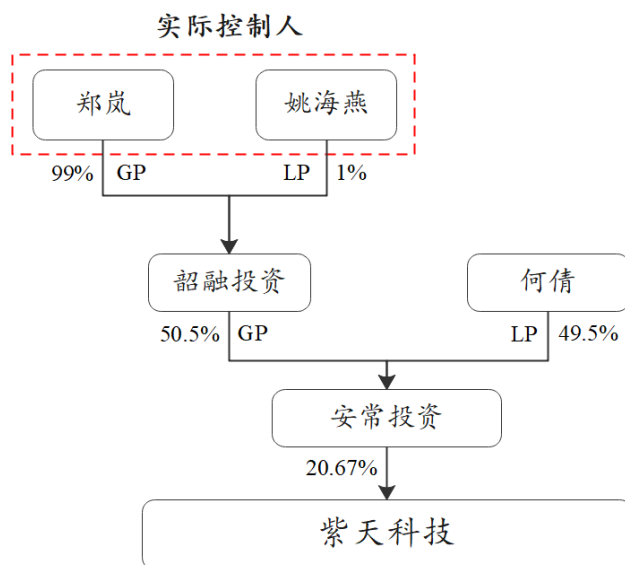 实际控制人
郑岚
姚海燕
99% GP
LP 1%
韶融投资
何倩
50.5% GP
LP 49.5%
安常投资
20.67%
紫天科技